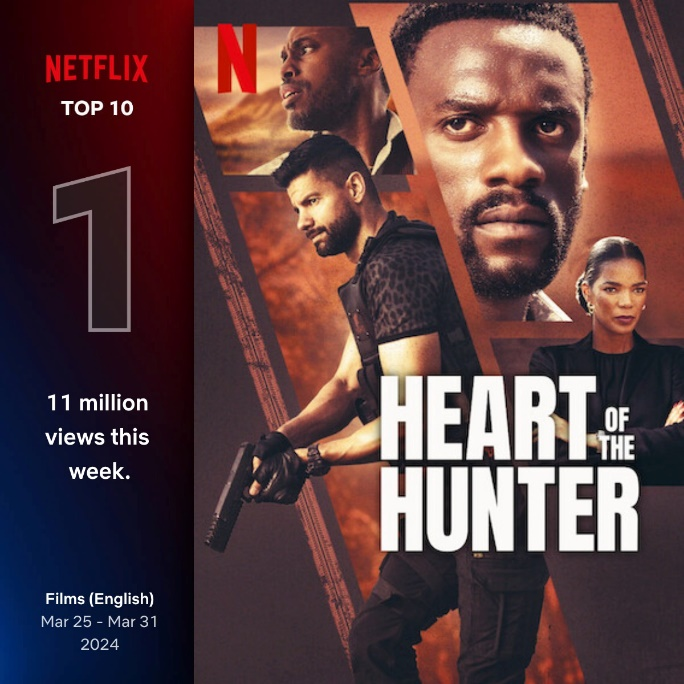 NETFLIX
TOP 10
1
11 million
views this
week.
Films (English)
Mar 25 - Mar 31
2024
N
HEART OF THE
HUNTER